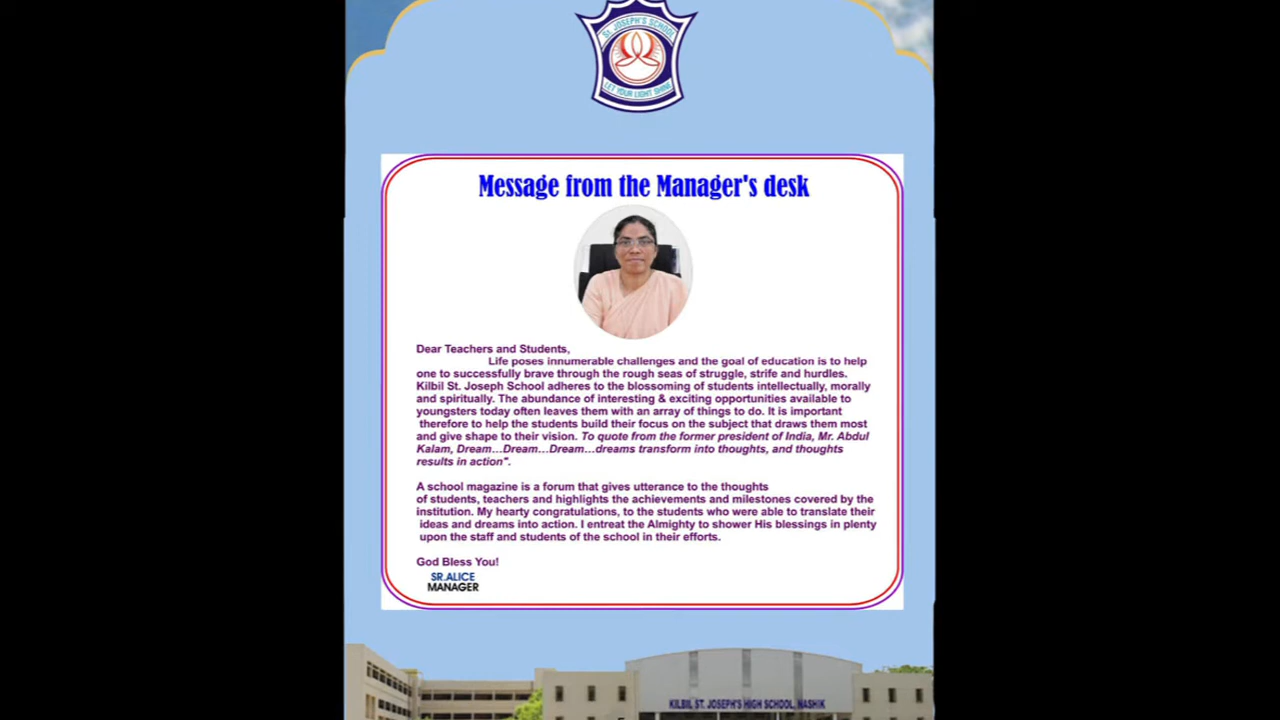 St. JOSEPH'S SCHOOL
LET YOUR LIGHT SHINE
Message from the Manager's desk
Dear Teachers and Students,
Life poses innumerable challenges and the goal of education is to help
one to successfully brave through the rough seas of struggle, strife and hurdles.
Kilbil St. Joseph School adheres to the blossoming of students intellectually, morally
and spiritually. The abundance of interesting & exciting opportunities available to
youngsters today often leaves them with an array of things to do. It is important
therefore to help the students build their focus on the subject that draws them most
and give shape to their vision. To quote from the former president of India, Mr. Abdul
Kalam, Dream...Dream...Dream...dreams transform into thoughts, and thoughts
results in action".
A school magazine is a forum that gives utterance to the thoughts
of students, teachers and highlights the achievements and milestones covered by the
institution. My hearty congratulations, to the students who were able to translate their
ideas and dreams into action. I entreat the Almighty to shower His blessings in plenty
upon the staff and students of the school in their efforts.
God Bless You!
SR.ALICE
MANAGER
KILBIL ST. JOSEPH'S HIGH SCHOOL, NASHIK